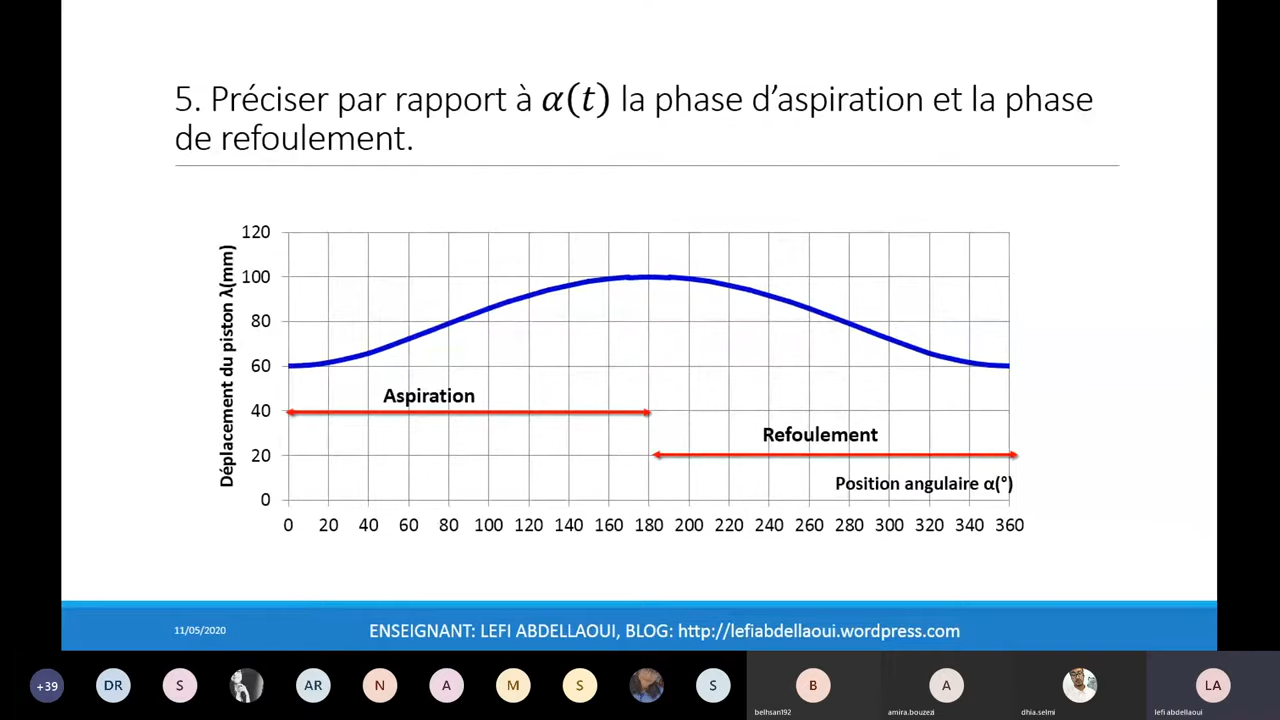 5. Préciser par rapport à α(t) la phase d’aspiration et la phase
de refoulement.
Déplacement du piston λ(mm)
120
100
80
60
40
20
0
Aspiration
Refoulement
Position angulaire α(°)
0 20 40 60 80 100 120 140 160 180 200 220 240 260 280 300 320 340 360
11/05/2020
ENSEIGNANT: LEFI ABDELLAOUI, BLOG: http://lefiabdellaoui.wordpress.com
+39 DR S AR N A M S S B A LA
belhsan192 amira.bouzezi dhia.selmi lefi abdellaoui